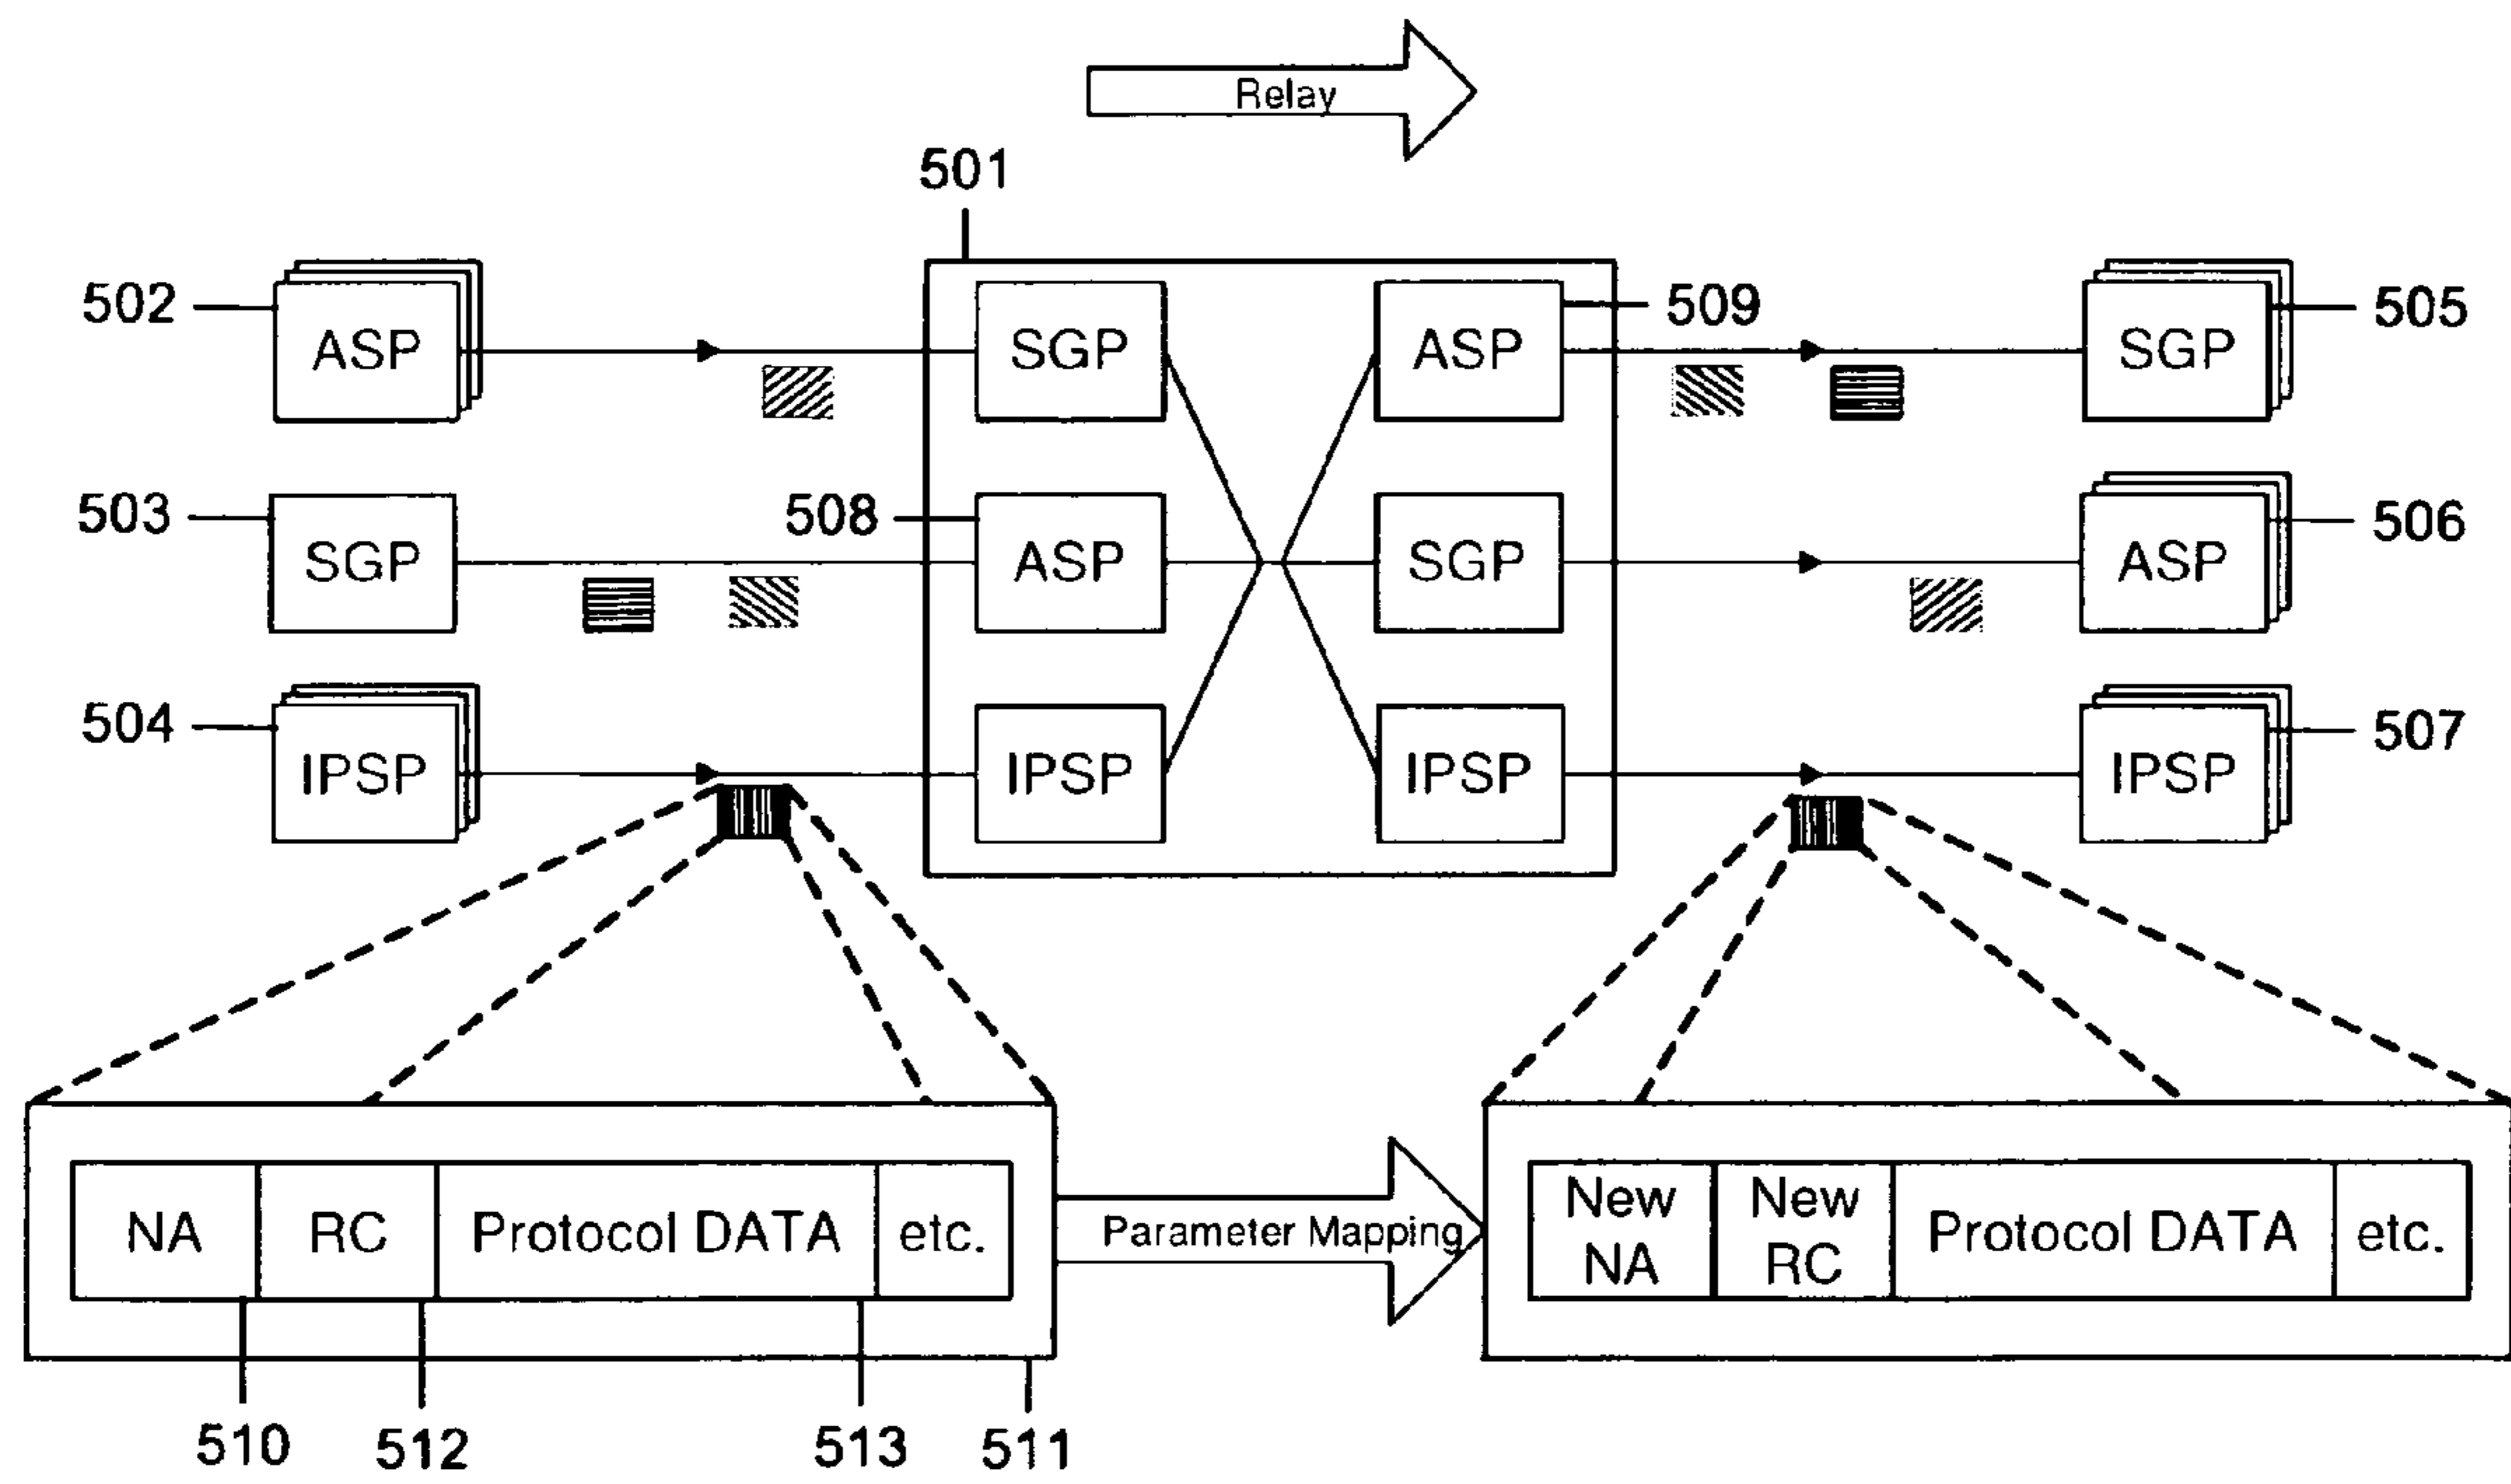 Relay
501
502
ASP
SGP
ASP
509
SGP
505
503
SGP
508
ASP
SGP
ASP
506
504
IPSP
IPSP
IPSP
IPSP
507
NA
RC
Protocol DATA
etc.
Parameter Mapping
New NA
New RC
Protocol DATA
etc.
510
512
513
511